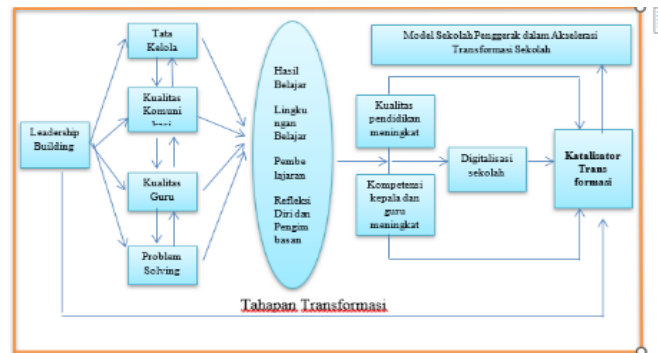 Model Sekolah Penggerak dalam Akselerasi
Transformasi Sekolah
Tata
Kelola
Kualitas
Komuni
Kualitas
Guru
Problem
Solving
Leadership
Building
Hasil
Belajar
Lingku
ngan
Belajar
Pembe
lajaran
Refleksi
Diri dan
Pengim
basan
Kualitas
pendidikan
meningkat
Kompetensi
kepala dan
guru
meningkat
Digitalisasi
sekolah
Katalisator
Trans
formasi
Tahapan Transformasi